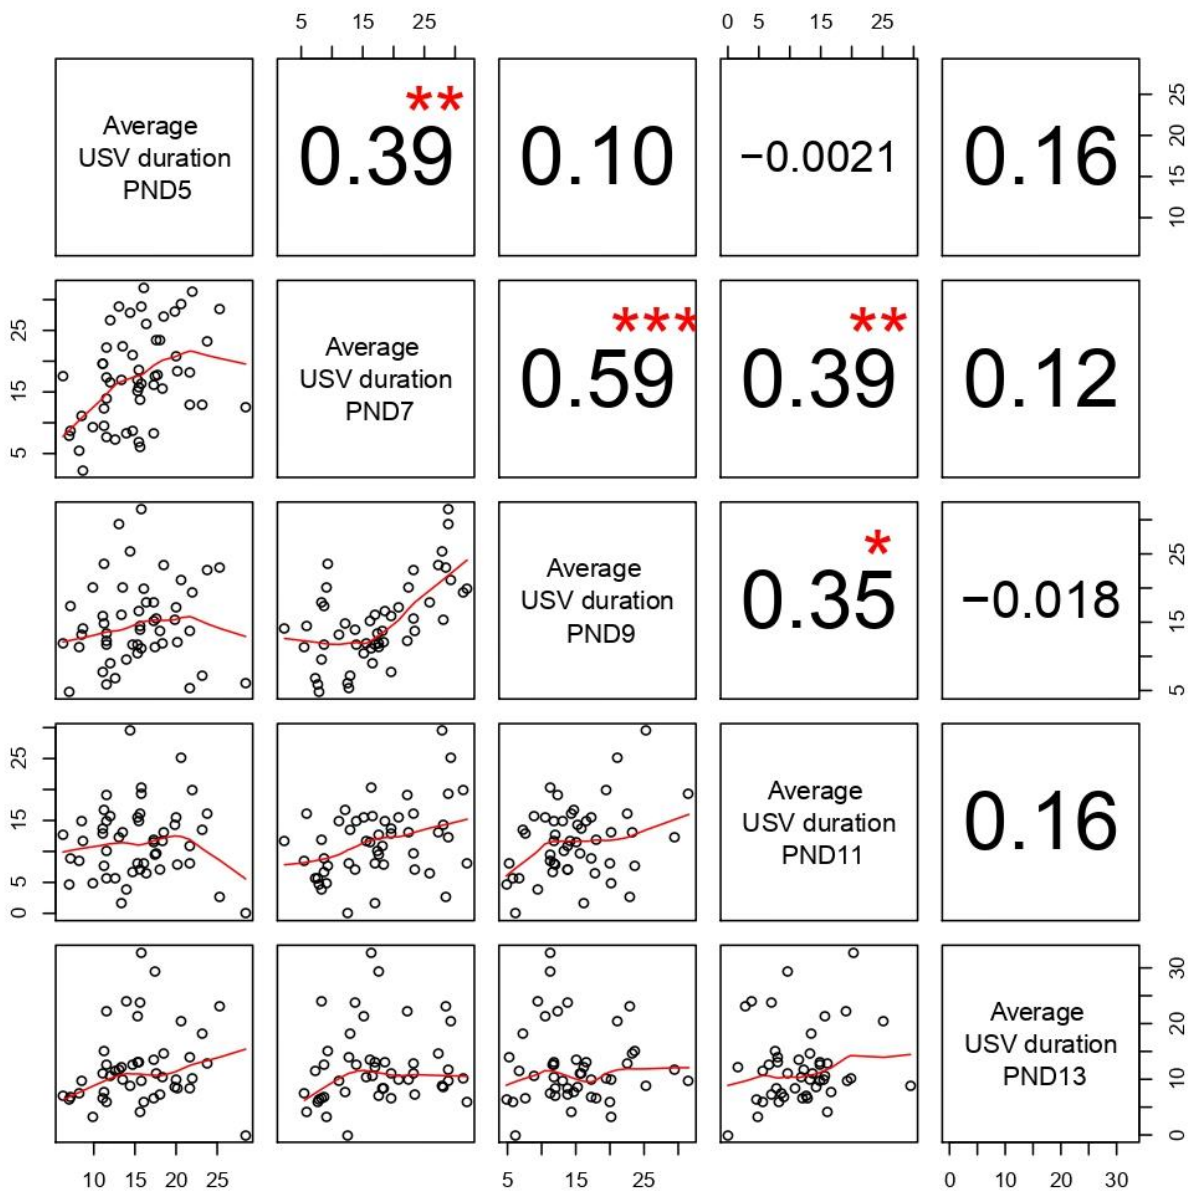 5 15 25 0 5 15 25
Average
USV duration
PND5
**
0.39
0.10
−0.0021
0.16
10 15 20 25
5 15 25
Average
USV duration
PND7
***
0.59
**
0.39
0.12
Average
USV duration
PND9
*
0.35
−0.018
5 15 25
0 5 15 25
Average
USV duration
PND11
0.16
Average
USV duration
PND13
0 10 20 30
10 15 20 25 5 15 25 0 10 20 30